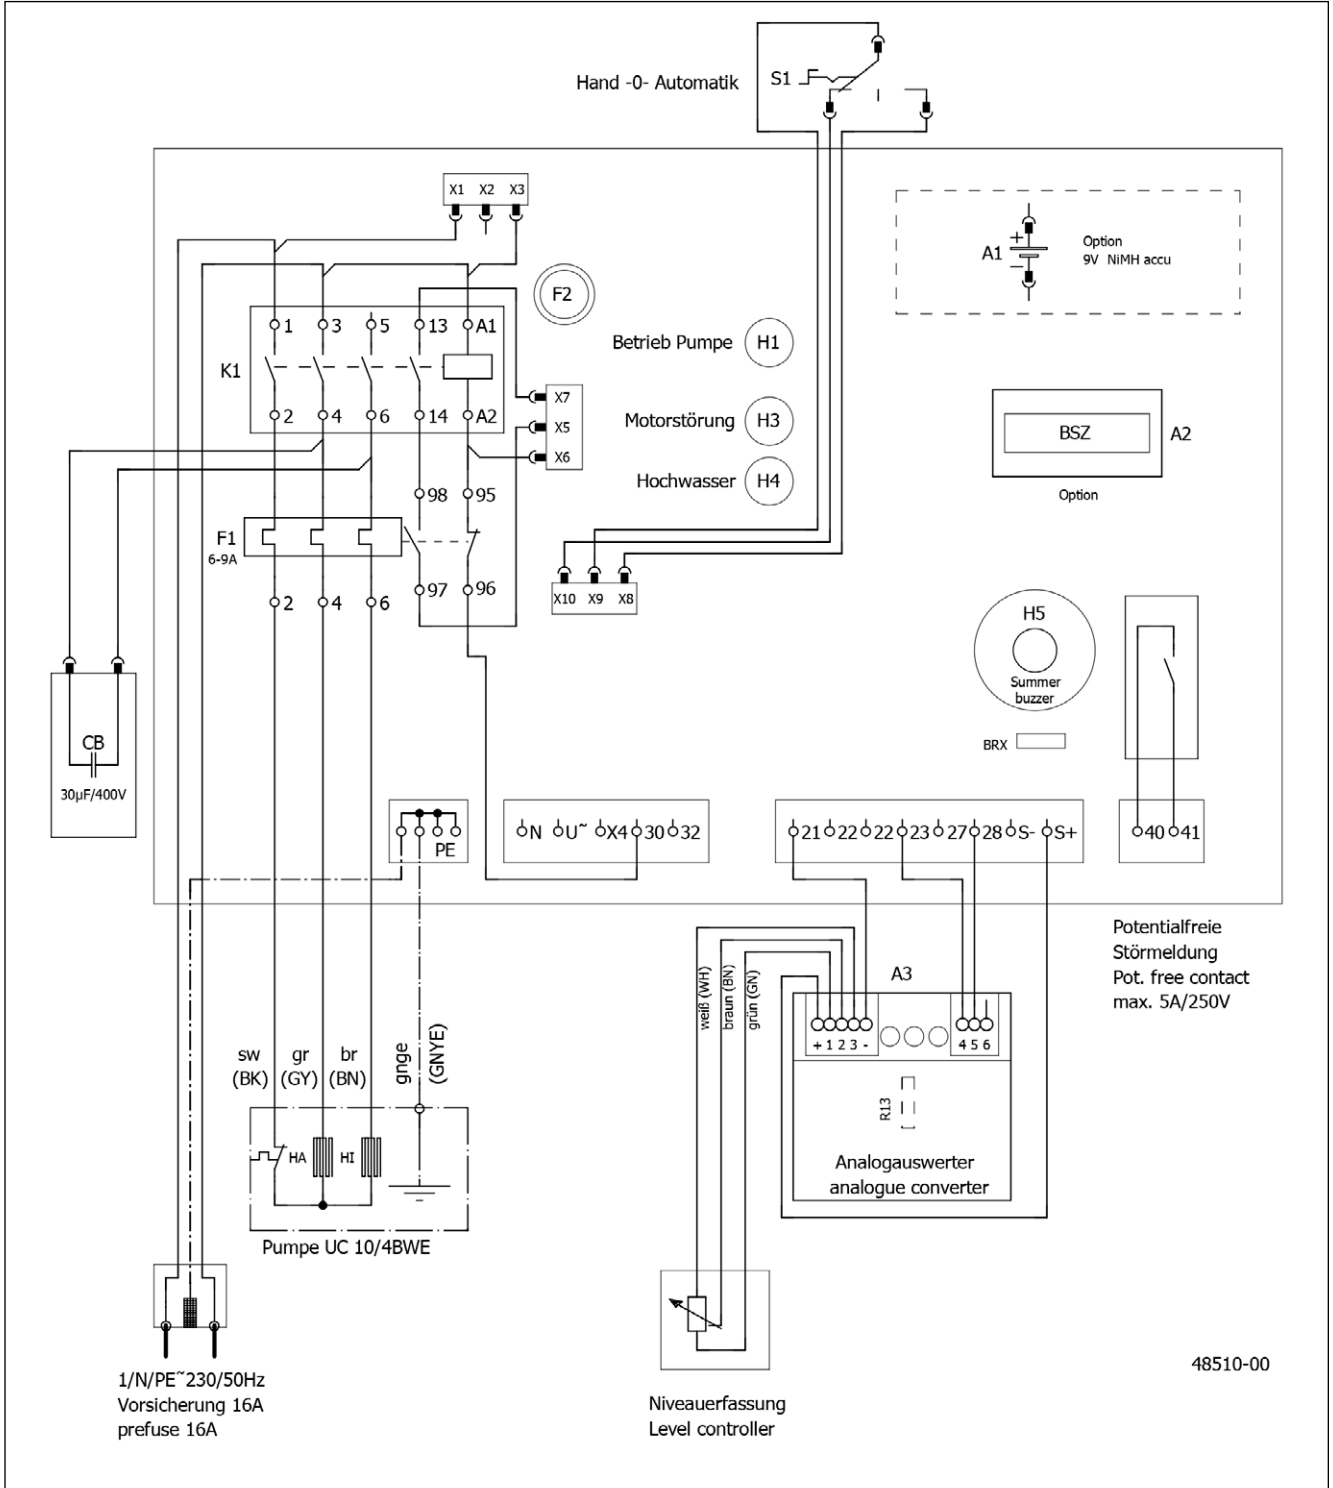 Hand -0- Automatik
S1
X1 X2 X3
A1
+
−
Option
9V NiMH accu
F2
1 3 5 13 A1
K1
2 4 6 14 A2
Betrieb Pumpe H1
X7
X5
X6
Motorstörung H3
Hochwasser H4
BSZ
A2
Option
98 95
F1
6-9A
97 96
2 4 6
X10 X9 X8
H5
Summer
buzzer
BRX
CB
30µF/400V
PE
N U~ X4 30 32
21 22 22 23 27 28 S- S+
40 41
Potentialfreie
Störmeldung
Pot. free contact
max. 5A/250V
weiß (WH)
braun (BN)
grün (GN)
A3
+ 1 2 3 -
4 5 6
R13
Analogauswerter
analogue converter
sw
(BK)
gr
(GY)
br
(BN)
gnge
(GNYE)
HA HI
Pumpe UC 10/4BWE
1/N/PE~230/50Hz
Vorsicherung 16A
prefuse 16A
Niveauerfassung
Level controller
48510-00